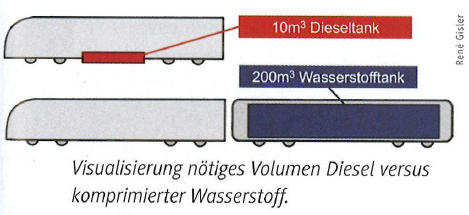 10m³ Dieseltank
René Gisler
200m³ Wasserstofftank
Visualisierung nötiges Volumen Diesel versus
komprimierter Wasserstoff.